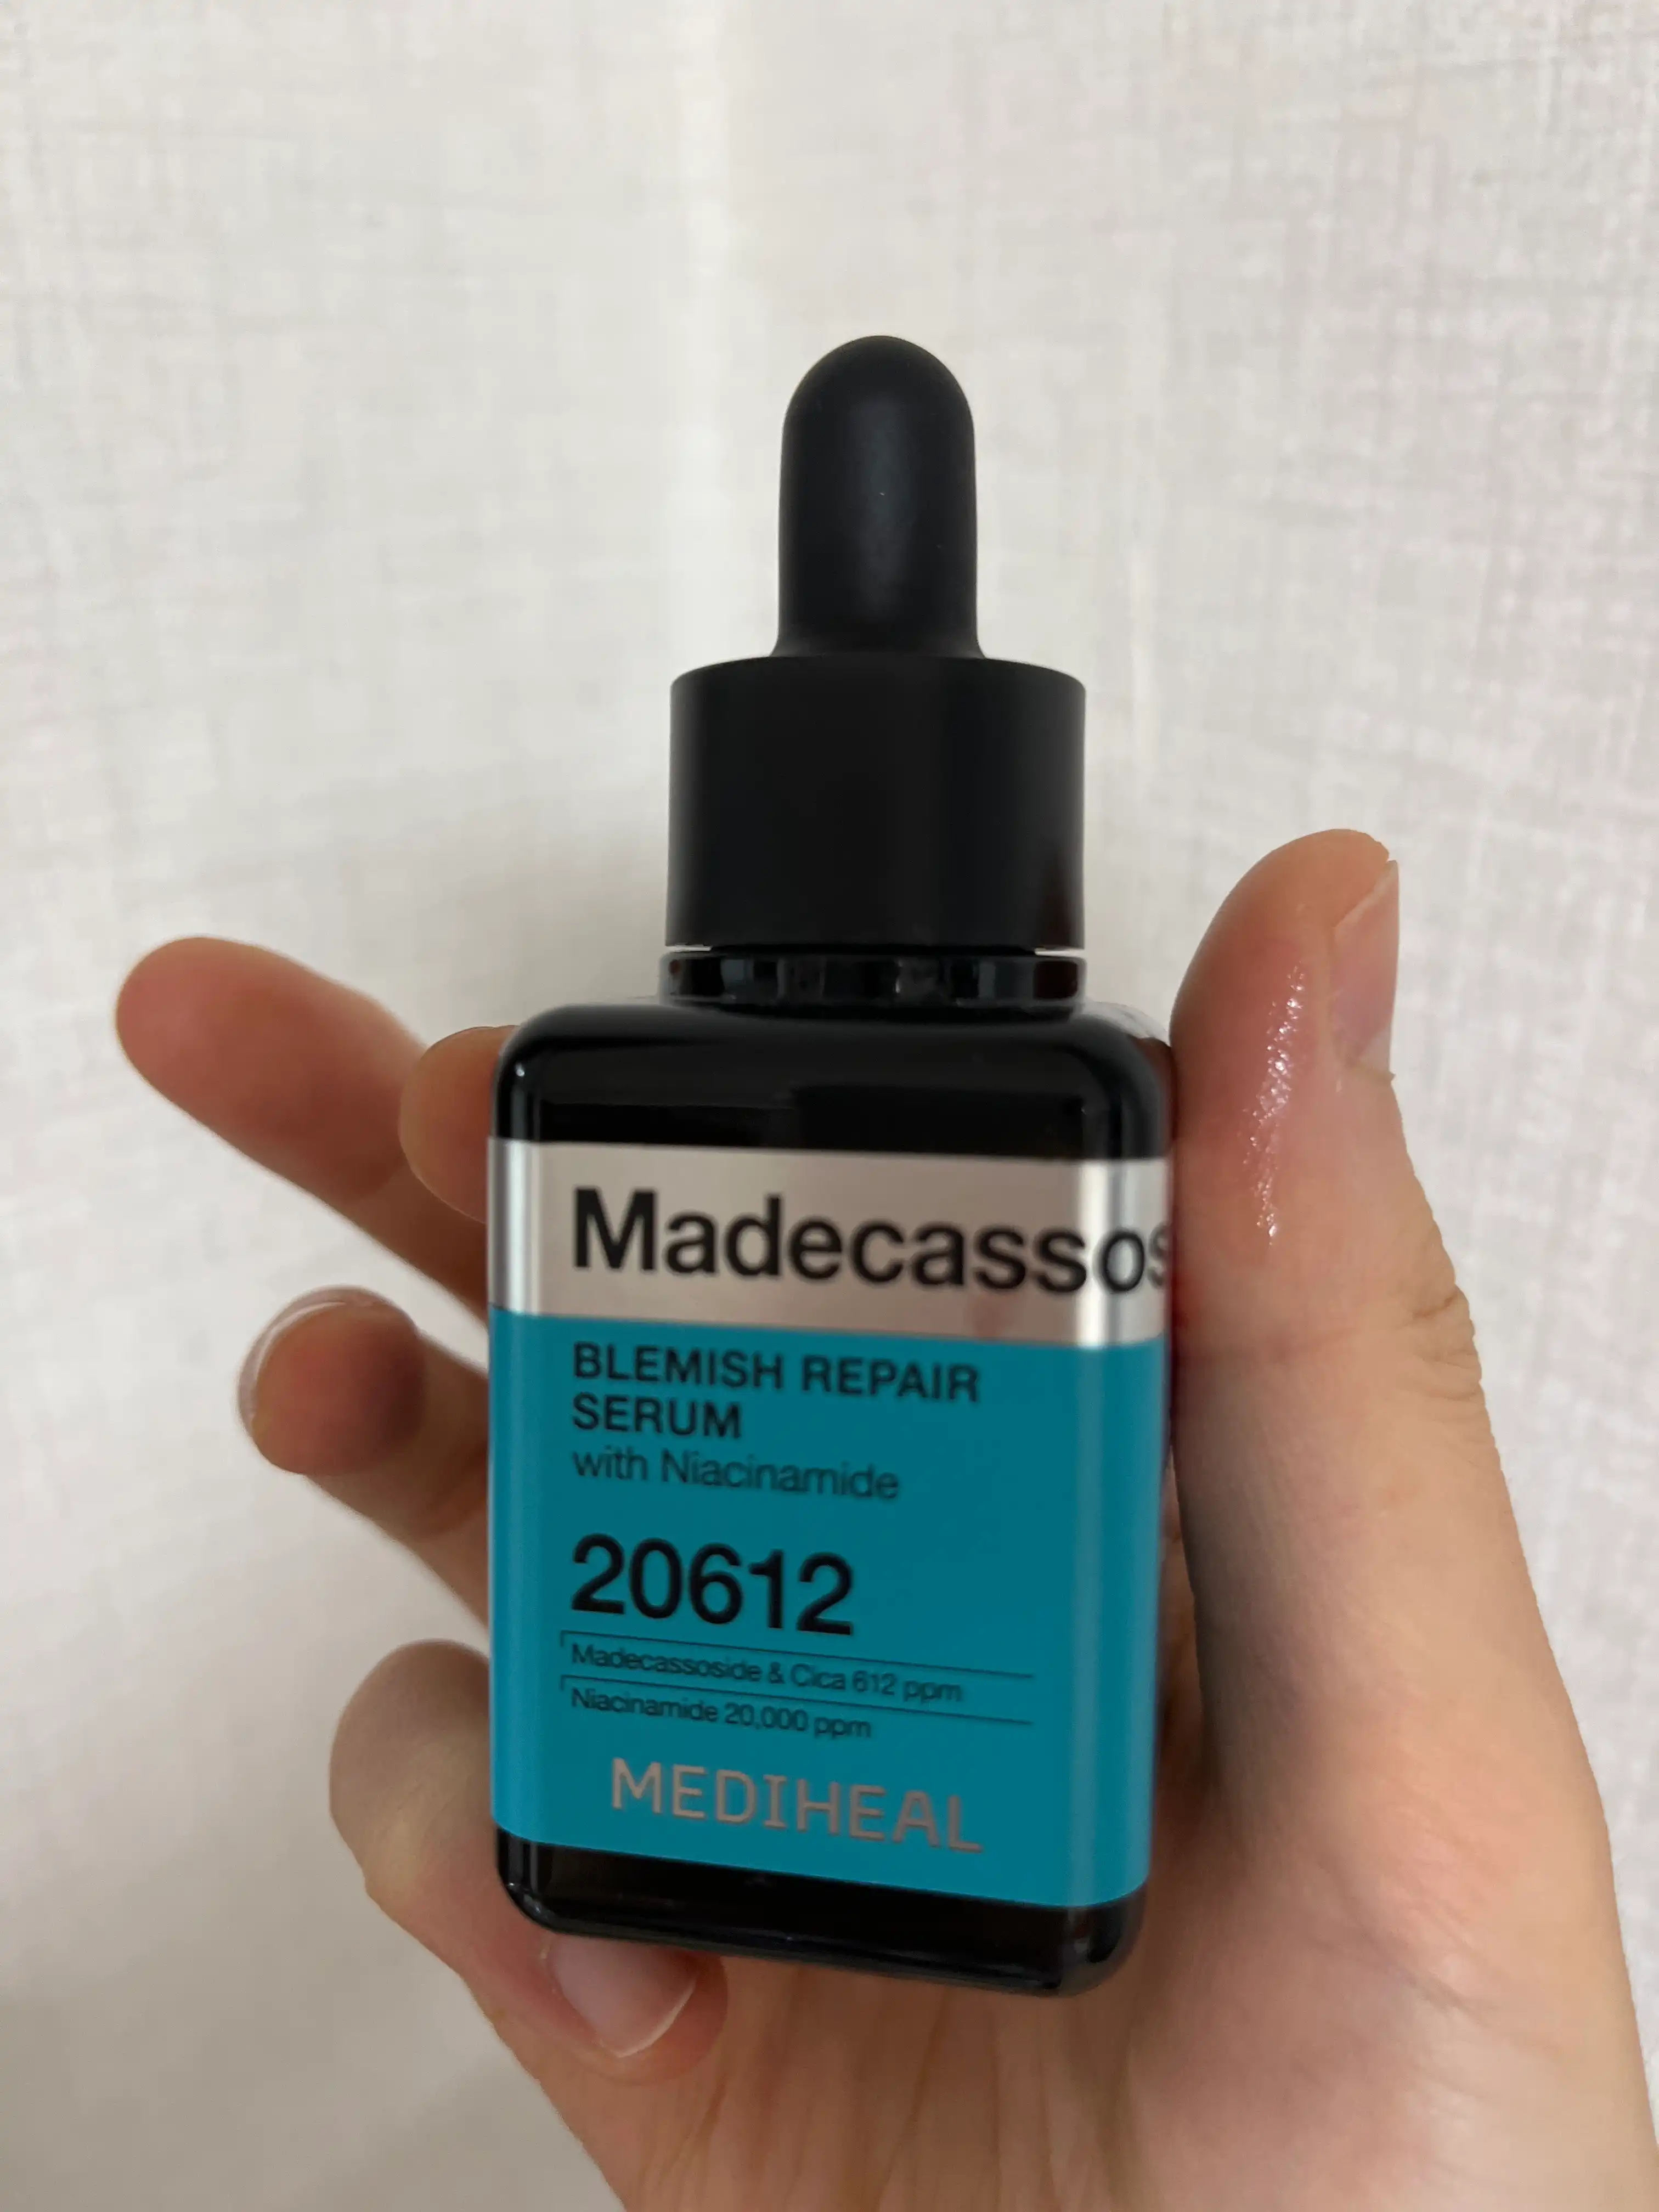 Madecassos
BLEMISH REPAIR
SERUM
with Niacinamide
20612
Madecassoside & Cica 612 ppm
Niacinamide 20,000 ppm
MEDIHEAL